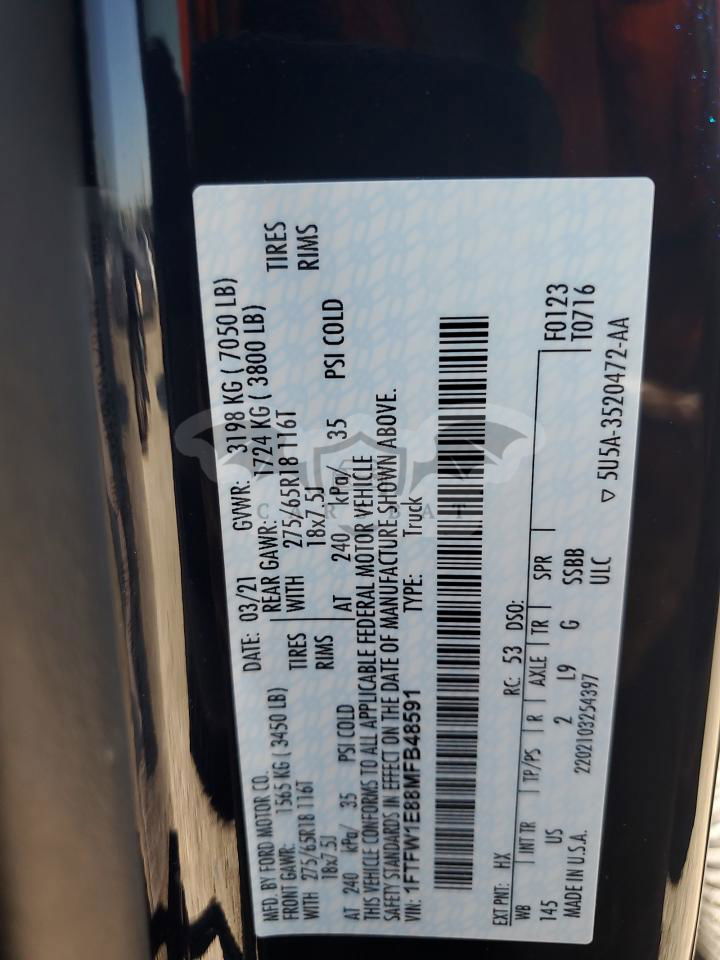 MFD. BY FORD MOTOR CO. DATE: 03/21 GVWR: 3198 KG ( 7050 LB)
FRONT GAWR: 1565 KG ( 3450 LB) REAR GAWR: 1724 KG ( 3800 LB)
WITH 275/65R18 116T TIRES WITH 275/65R18 116T TIRES
18x7.5J RIMS 18x7.5J RIMS
AT 240 kPa/ 35 PSI COLD AT 240 kPa/ 35 PSI COLD
THIS VEHICLE CONFORMS TO ALL APPLICABLE FEDERAL MOTOR VEHICLE
SAFETY STANDARDS IN EFFECT ON THE DATE OF MANUFACTURE SHOWN ABOVE.
VIN: 1FTFW1E88MFB48591 TYPE: Truck
EXT PNT: HX RC: 53 DSO: F0123
WB INT TR TP/PS R AXLE TR SPR T0716
145 US 2 L9 G SSBB
MADE IN U.S.A. 2202103254397 ULC ▽ 5U5A-3520472-AA
CAR BAT